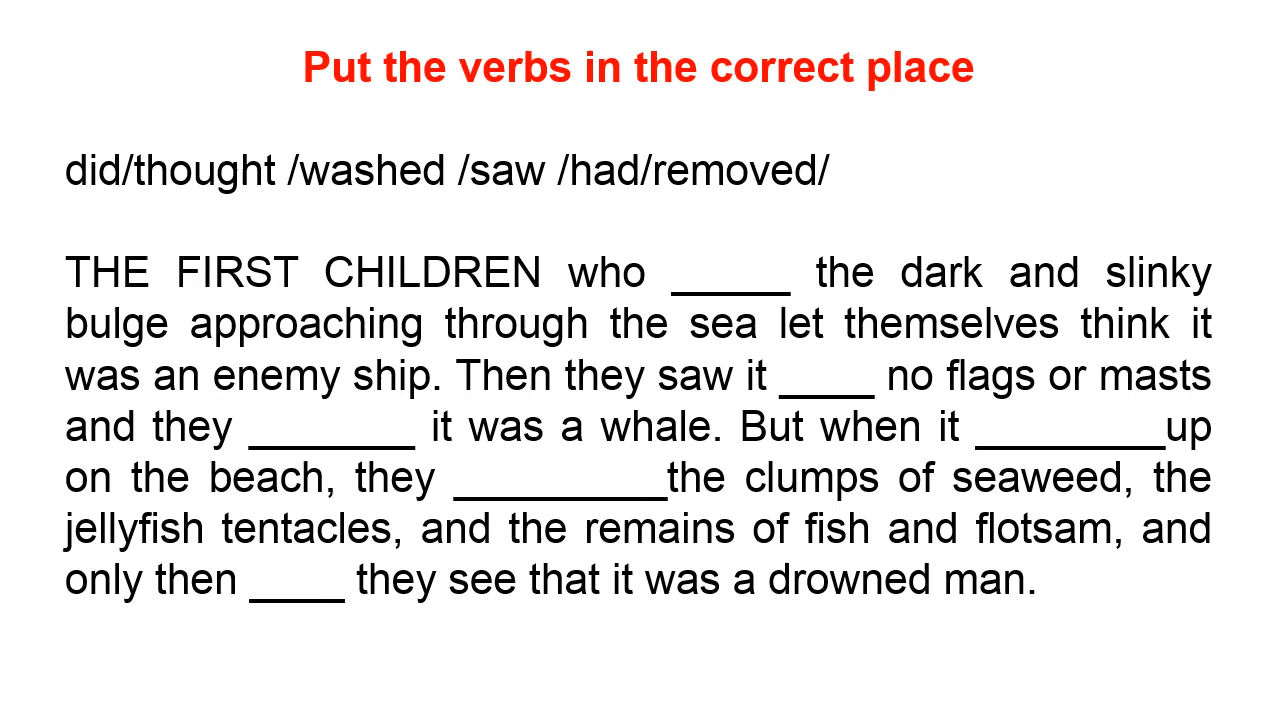 Put the verbs in the correct place
did/thought /washed /saw /had/removed/
THE FIRST CHILDREN who _____ the dark and slinky
bulge approaching through the sea let themselves think it
was an enemy ship. Then they saw it ____ no flags or masts
and they _______ it was a whale. But when it ________up
on the beach, they _________the clumps of seaweed, the
jellyfish tentacles, and the remains of fish and flotsam, and
only then ____ they see that it was a drowned man.